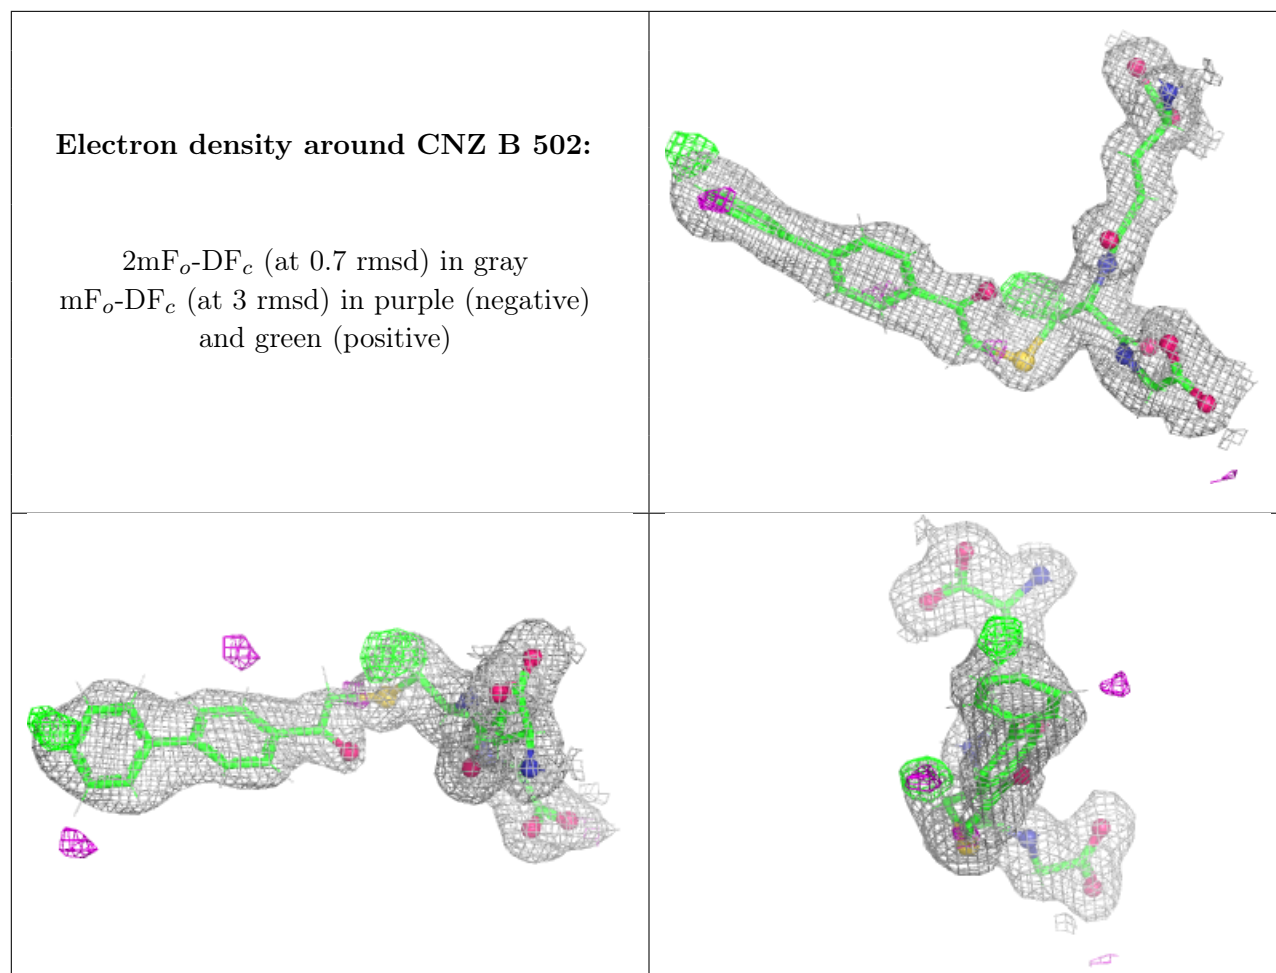 Electron density around CNZ B 502:
2mFo-DFc (at 0.7 rmsd) in gray
mFo-DFc (at 3 rmsd) in purple (negative)
and green (positive)